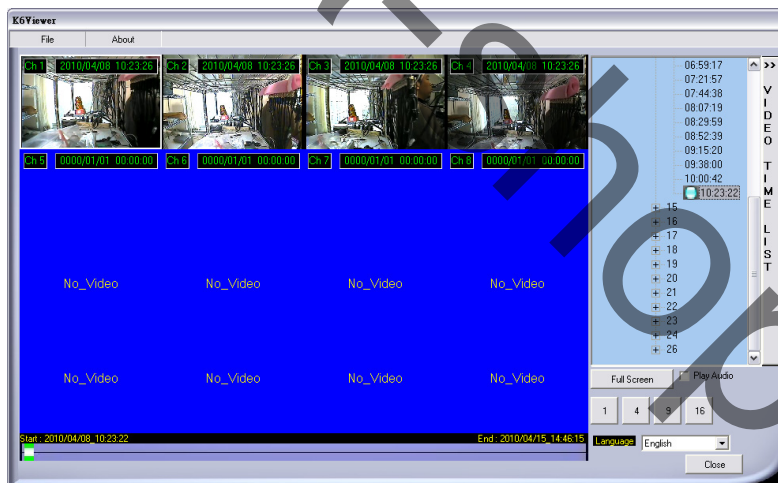 K6Viewer
File About
Ch 1 2010/04/08 10:23:26 Ch 2 2010/04/08 10:23:26 Ch 3 2010/04/08 10:23:26 Ch 4 2010/04/08 10:23:26
Ch 5 0000/01/01 00:00:00 Ch 6 0000/01/01 00:00:00 Ch 7 0000/01/01 00:00:00 Ch 8 0000/01/01 00:00:00
No_Video No_Video No_Video No_Video
No_Video No_Video No_Video No_Video
Start : 2010/04/08_10:23:22 End : 2010/04/15_14:46:15
06:59:17
07:21:57
07:44:38
08:07:19
08:29:59
08:52:39
09:15:20
09:38:00
10:00:42
10:23:22
15
16
17
18
19
20
21
22
23
24
26
>> VIDEO TIME LIST
Full Screen Play Audio
1 4 9 16
Language English
Close